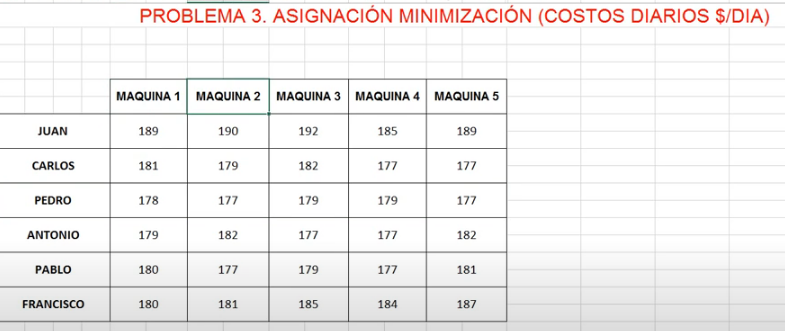 PROBLEMA 3. ASIGNACIÓN MINIMIZACIÓN (COSTOS DIARIOS $/DIA)
MAQUINA 1 MAQUINA 2 MAQUINA 3 MAQUINA 4 MAQUINA 5
JUAN 189 190 192 185 189
CARLOS 181 179 182 177 177
PEDRO 178 177 179 179 177
ANTONIO 179 182 177 177 182
PABLO 180 177 179 177 181
FRANCISCO 180 181 185 184 187